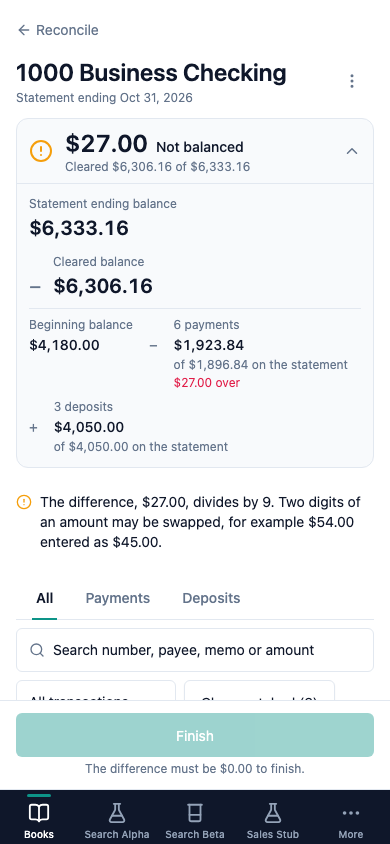 Reconcile
1000 Business Checking
Statement ending Oct 31, 2026
$27.00 Not balanced
Cleared $6,306.16 of $6,333.16
Statement ending balance
$6,333.16
Cleared balance
− $6,306.16
Beginning balance
$4,180.00
−
6 payments
$1,923.84
of $1,896.84 on the statement
$27.00 over
3 deposits
+ $4,050.00
of $4,050.00 on the statement
The difference, $27.00, divides by 9. Two digits of
an amount may be swapped, for example $54.00
entered as $45.00.
All Payments Deposits
Search number, payee, memo or amount
All transactions
Finish
The difference must be $0.00 to finish.
Books Search Alpha Search Beta Sales Stub More